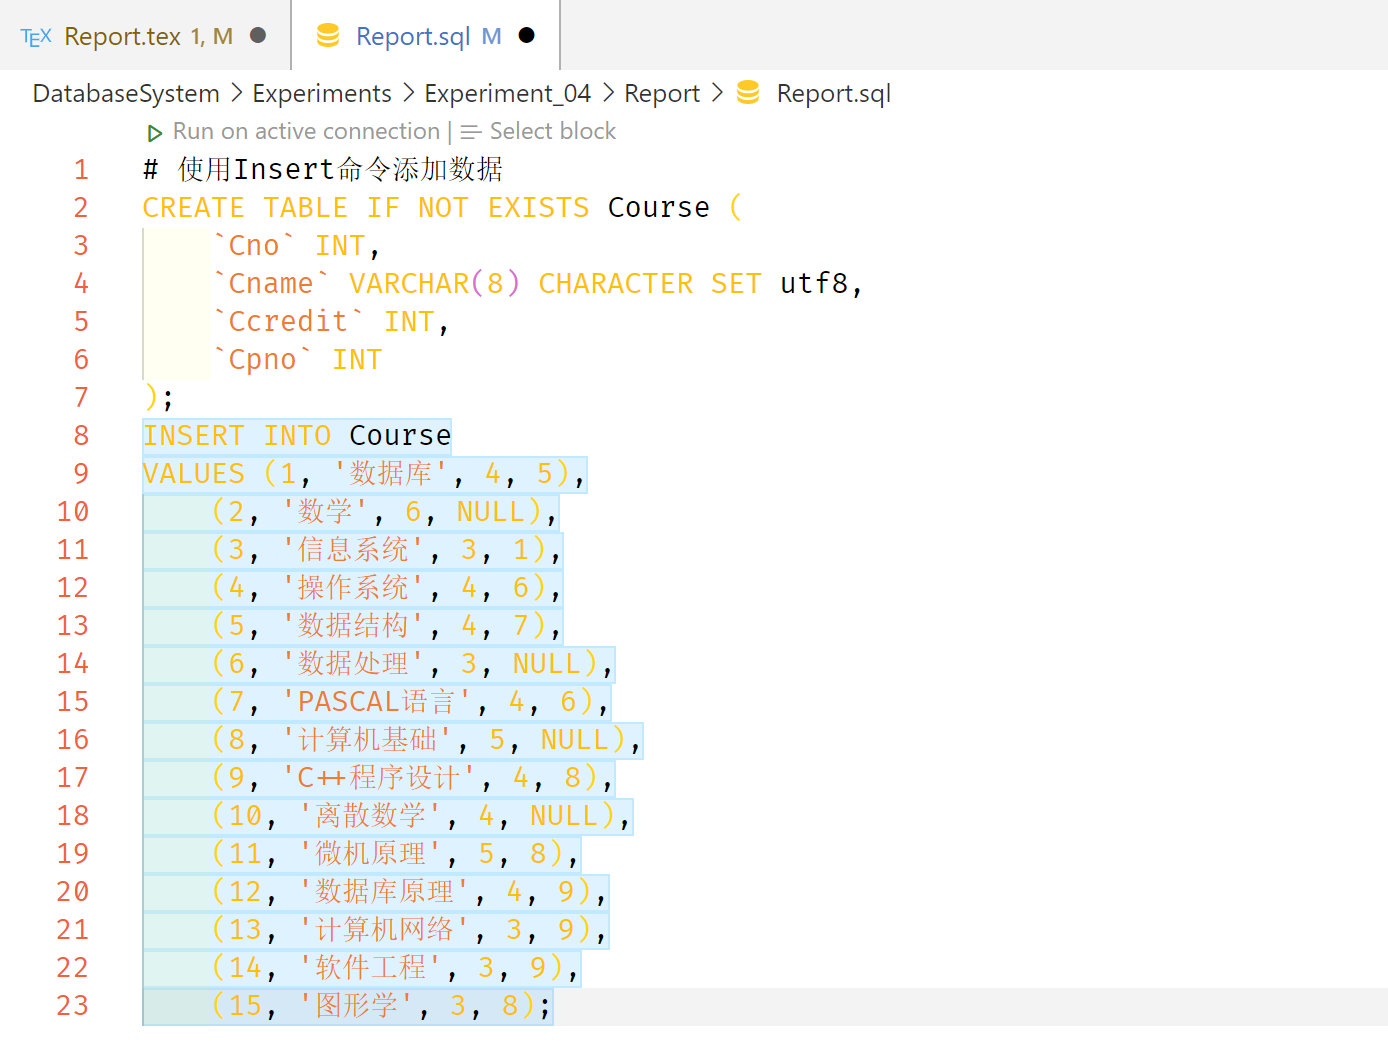 TEX Report.tex 1, M Report.sql M
DatabaseSystem > Experiments > Experiment_04 > Report > Report.sql
Run on active connection | Select block
1 # 使用Insert命令添加数据
2 CREATE TABLE IF NOT EXISTS Course (
3 `Cno` INT,
4 `Cname` VARCHAR(8) CHARACTER SET utf8,
5 `Ccredit` INT,
6 `Cpno` INT
7 );
8 INSERT INTO Course
9 VALUES (1, '数据库', 4, 5),
10 (2, '数学', 6, NULL),
11 (3, '信息系统', 3, 1),
12 (4, '操作系统', 4, 6),
13 (5, '数据结构', 4, 7),
14 (6, '数据处理', 3, NULL),
15 (7, 'PASCAL语言', 4, 6),
16 (8, '计算机基础', 5, NULL),
17 (9, 'C++程序设计', 4, 8),
18 (10, '离散数学', 4, NULL),
19 (11, '微机原理', 5, 8),
20 (12, '数据库原理', 4, 9),
21 (13, '计算机网络', 3, 9),
22 (14, '软件工程', 3, 9),
23 (15, '图形学', 3, 8);